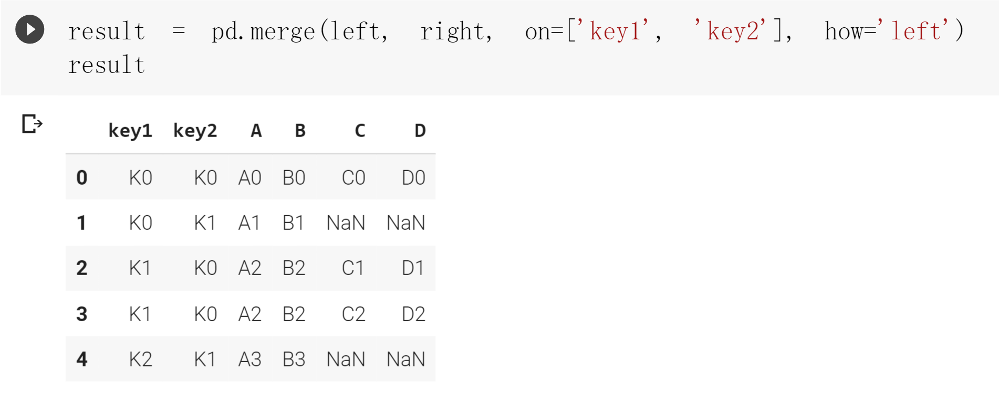 result = pd.merge(left, right, on=['key1', 'key2'], how='left')
result
key1 key2 A B C D
0 K0 K0 A0 B0 C0 D0
1 K0 K1 A1 B1 NaN NaN
2 K1 K0 A2 B2 C1 D1
3 K1 K0 A2 B2 C2 D2
4 K2 K1 A3 B3 NaN NaN